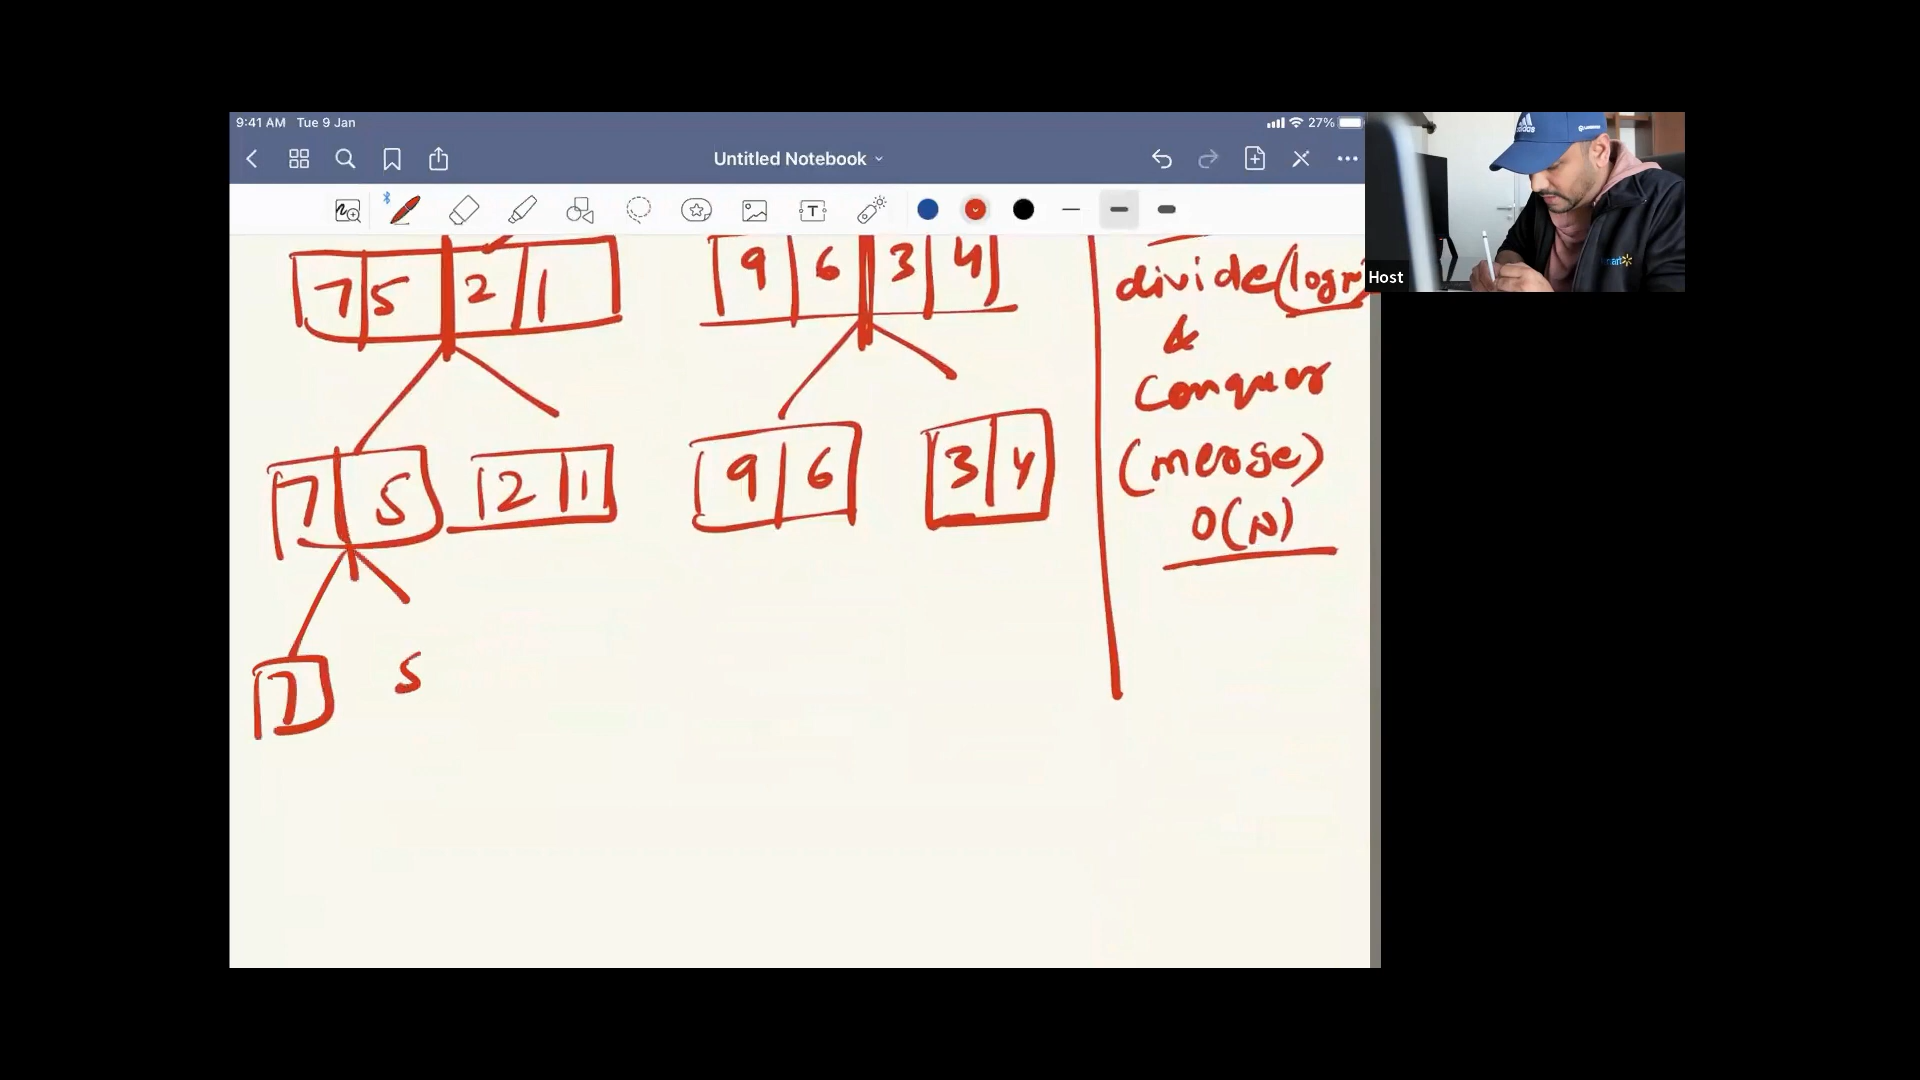 9:41 AM Tue 9 Jan
27%
Untitled Notebook
T
7 5 2 1
9 6 3 4
divide (logn)
&
Conquer
(merge)
O(N)
7 5
2 1
9 6
3 4
7
5
Host
adidas